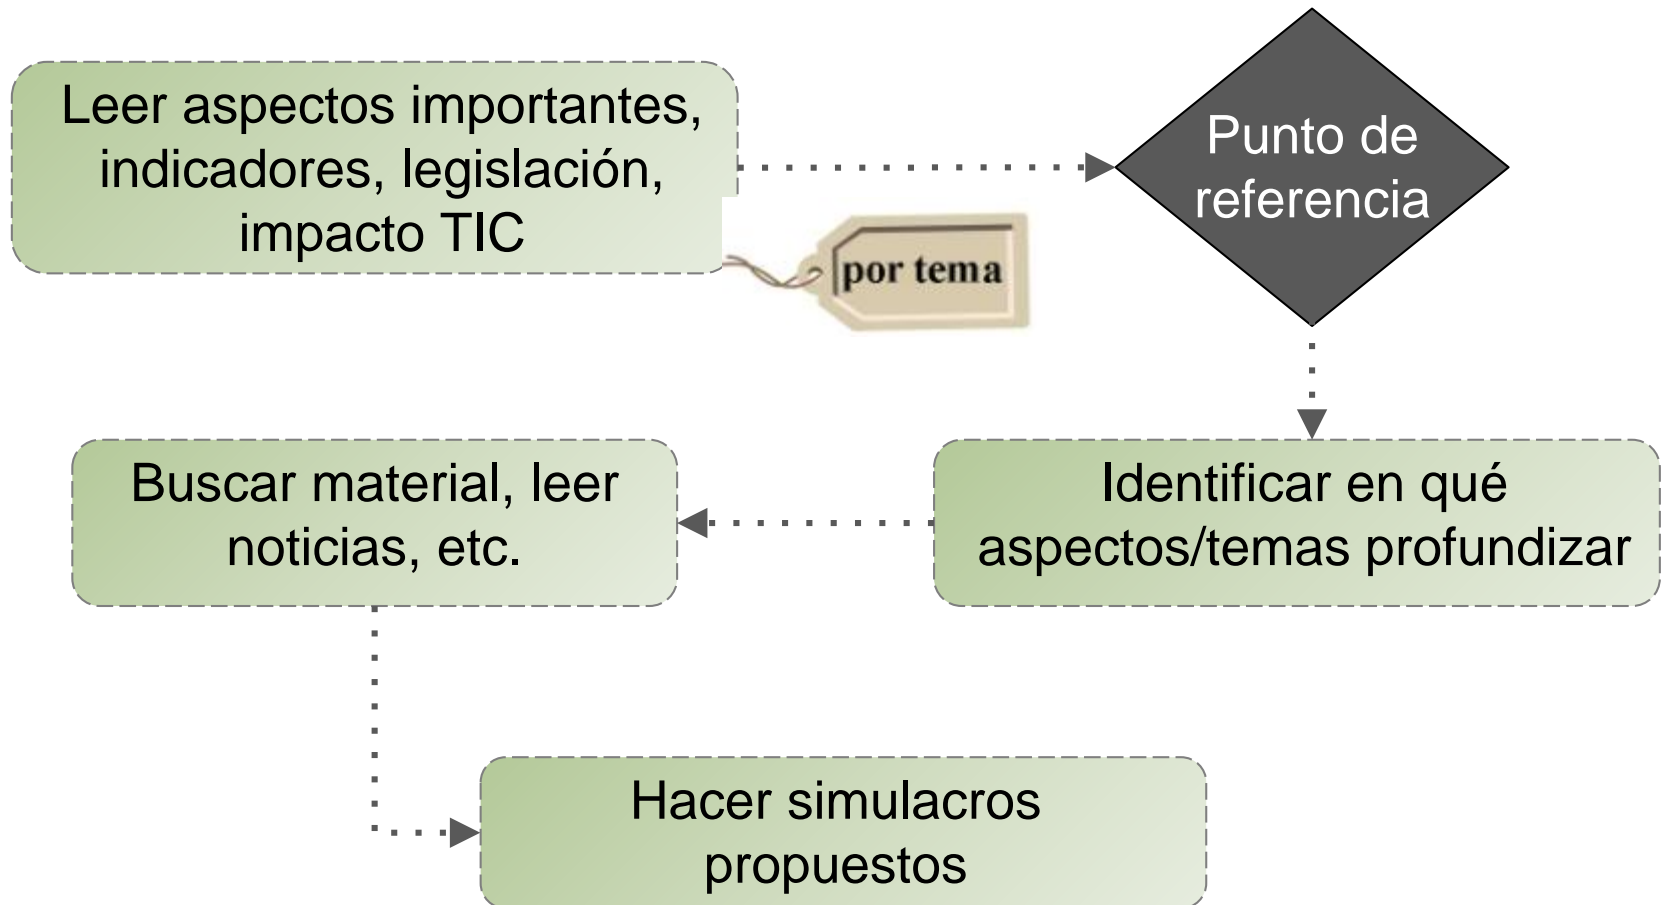 Leer aspectos importantes,
indicadores, legislación,
impacto TIC
Punto de
referencia
por tema
Buscar material, leer
noticias, etc.
Identificar en qué
aspectos/temas profundizar
Hacer simulacros
propuestos